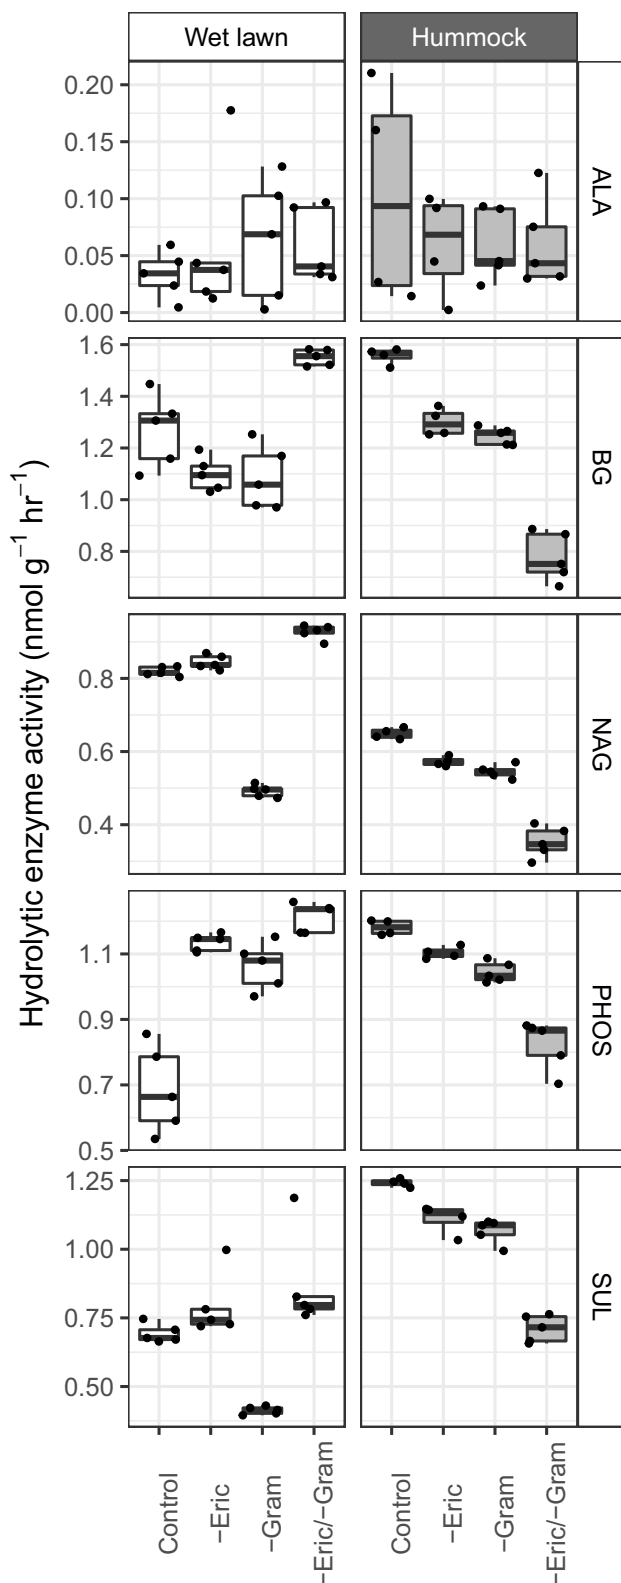 Wet lawn Hummock
Hydrolytic enzyme activity (nmol g⁻¹ hr⁻¹)
0.20
0.15
0.10
0.05
0.00
ALA
1.6
1.4
1.2
1.0
0.8
BG
0.8
0.6
0.4
NAG
1.1
0.9
0.7
0.5
PHOS
1.25
1.00
0.75
0.50
SUL
Control −Eric −Gram −Eric/−Gram Control −Eric −Gram −Eric/−Gram